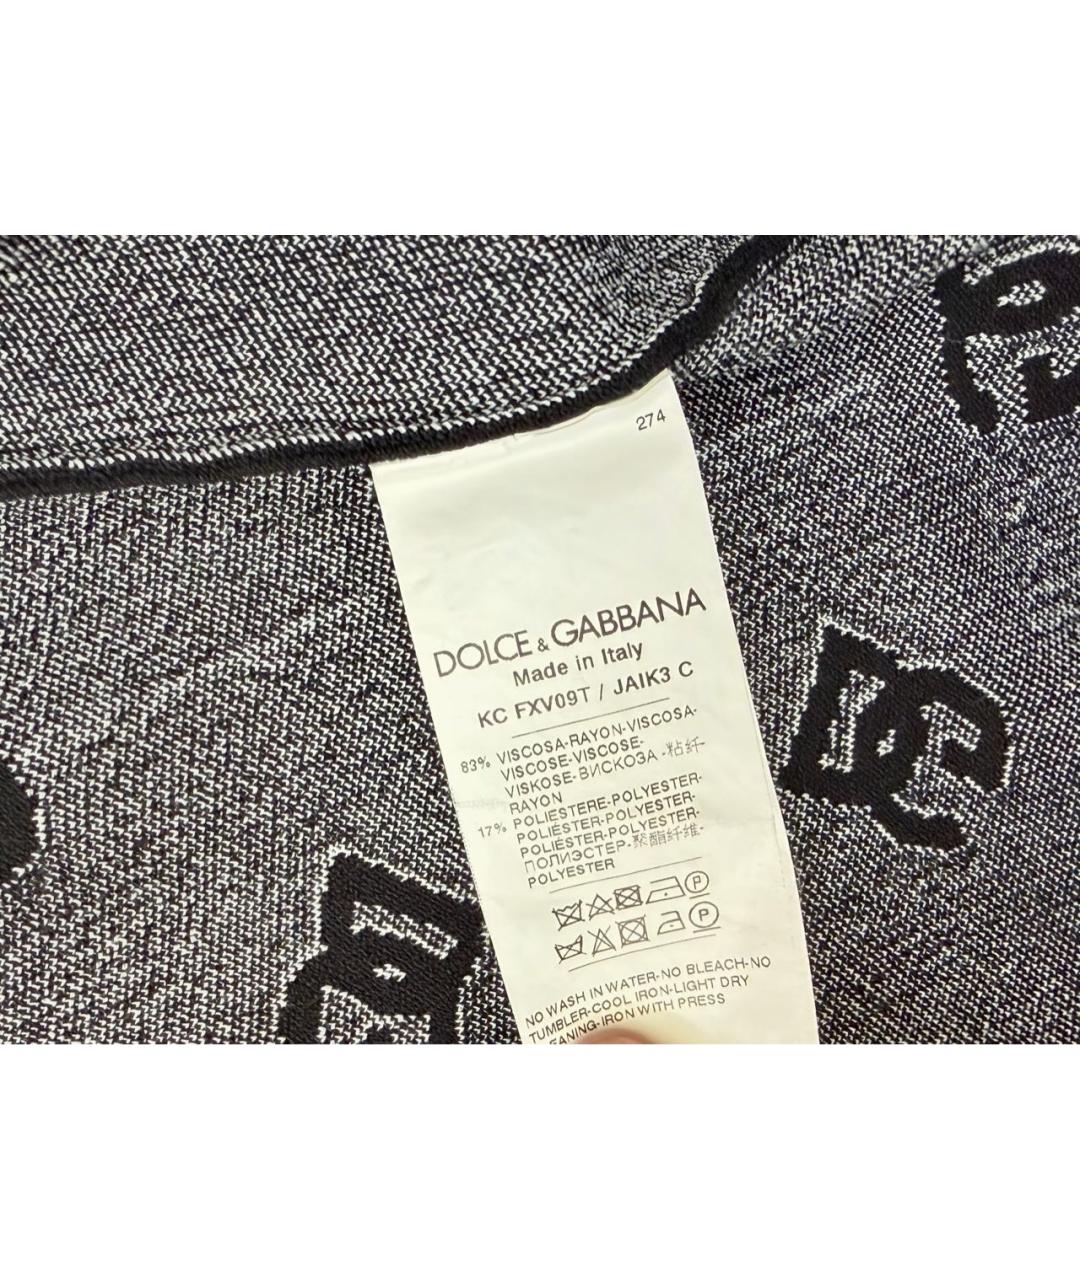 274
DOLCE & GABBANA
Made in Italy
KC FXV09T / JAIK3 C
83% VISCOSA-RAYON-VISCOSA-
VISCOSE-VISCOSE-
VISKOSE-ВИСКОЗА -粘纤-
RAYON
17% POLIESTERE-POLYESTER-
POLIÉSTER-POLYESTER-
POLIÉSTER-POLYESTER-
ПОЛИЭСТЕР-聚酯纤维-
POLYESTER
P
P
NO WASH IN WATER-NO BLEACH-NO
TUMBLER-COOL IRON-LIGHT DRY
EANING-IRON WITH PRESS